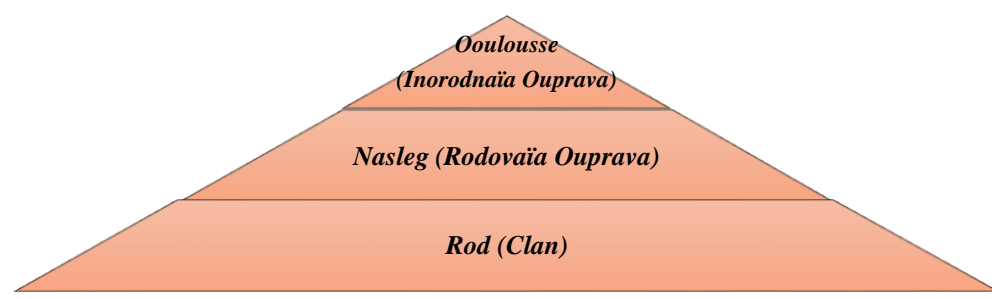 Ooulousse
(Inorodnaïa Ouprava)
Nasleg (Rodovaïa Ouprava)
Rod (Clan)